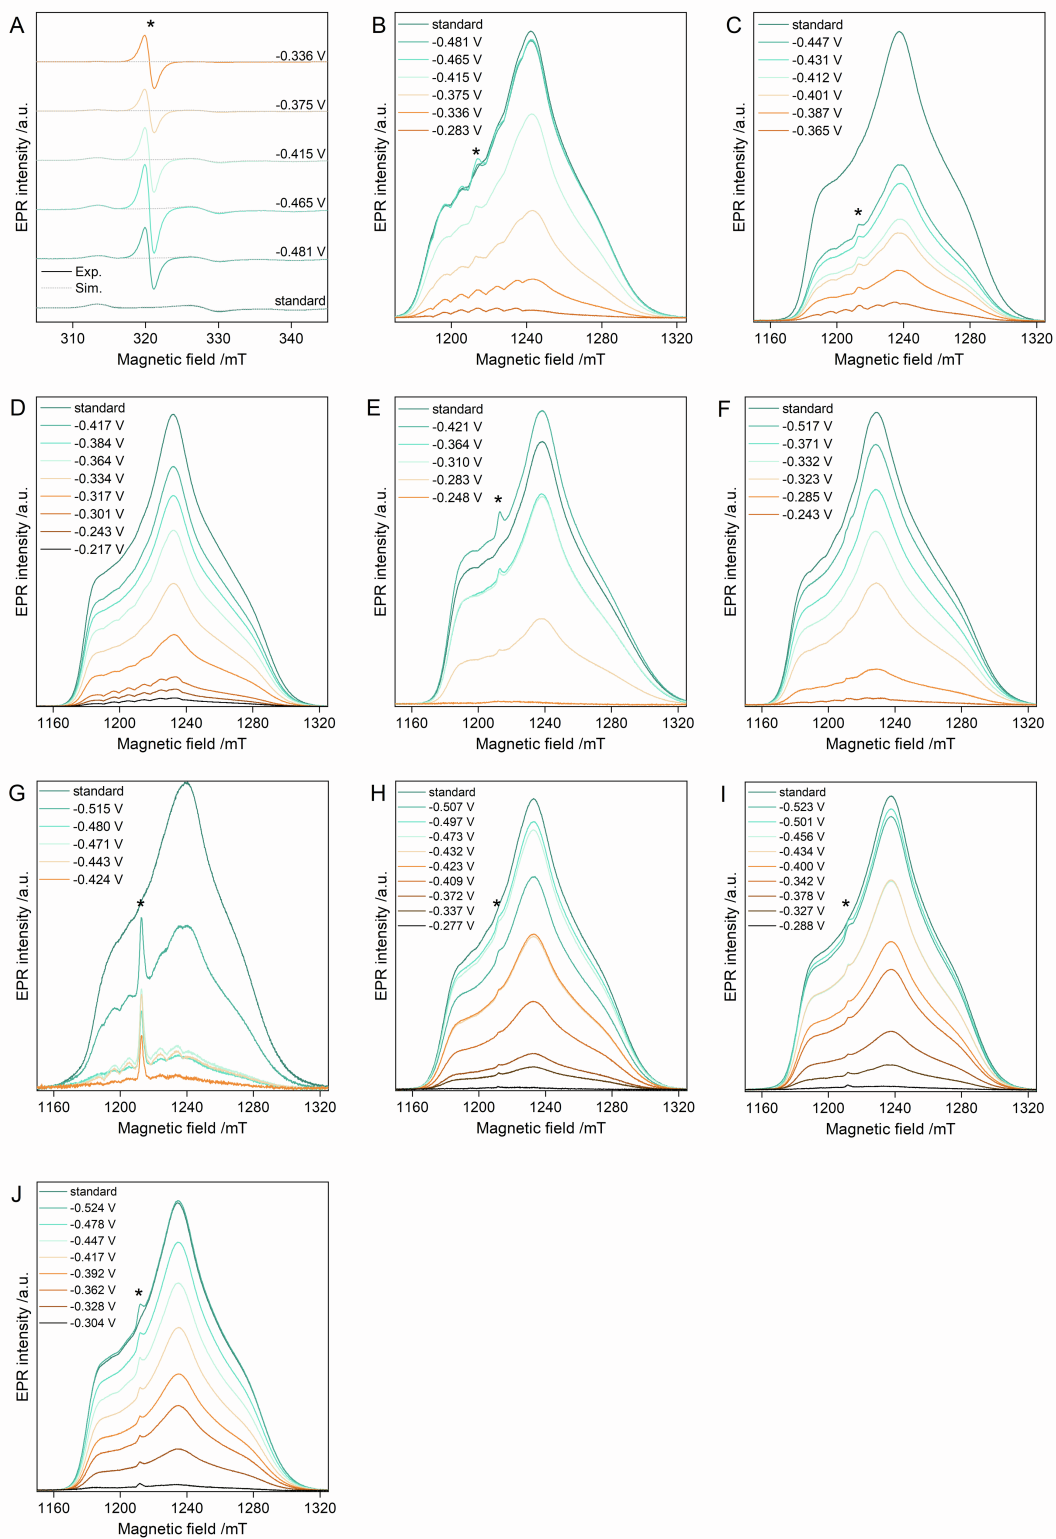 A
*
-0.336 V
-0.375 V
-0.415 V
-0.465 V
-0.481 V
Exp.
Sim.
standard
EPR intensity /a.u.
310 320 330 340
Magnetic field /mT
B
standard
-0.481 V
-0.465 V
-0.415 V
-0.375 V
-0.336 V
-0.283 V
*
EPR intensity /a.u.
1200 1240 1280 1320
Magnetic field /mT
C
standard
-0.447 V
-0.431 V
-0.412 V
-0.401 V
-0.387 V
-0.365 V
*
EPR intensity /a.u.
1160 1200 1240 1280 1320
Magnetic field /mT
D
standard
-0.417 V
-0.384 V
-0.364 V
-0.334 V
-0.317 V
-0.301 V
-0.243 V
-0.217 V
EPR intensity /a.u.
1160 1200 1240 1280 1320
Magnetic field /mT
E
standard
-0.421 V
-0.364 V
-0.310 V
-0.283 V
-0.248 V
*
EPR intensity /a.u.
1160 1200 1240 1280 1320
Magnetic field /mT
F
standard
-0.517 V
-0.371 V
-0.332 V
-0.323 V
-0.285 V
-0.243 V
EPR intensity /a.u.
1160 1200 1240 1280 1320
Magnetic field /mT
G
standard
-0.515 V
-0.480 V
-0.471 V
-0.443 V
-0.424 V
*
EPR intensity /a.u.
1160 1200 1240 1280 1320
Magnetic field /mT
H
standard
-0.507 V
-0.497 V
-0.473 V
-0.432 V
-0.423 V
-0.409 V
-0.372 V
-0.337 V
-0.277 V
*
EPR intensity /a.u.
1160 1200 1240 1280 1320
Magnetic field /mT
I
standard
-0.523 V
-0.501 V
-0.456 V
-0.434 V
-0.400 V
-0.342 V
-0.378 V
-0.327 V
-0.288 V
*
EPR intensity /a.u.
1160 1200 1240 1280 1320
Magnetic field /mT
J
standard
-0.524 V
-0.478 V
-0.447 V
-0.417 V
-0.392 V
-0.362 V
-0.328 V
-0.304 V
*
EPR intensity /a.u.
1160 1200 1240 1280 1320
Magnetic field /mT